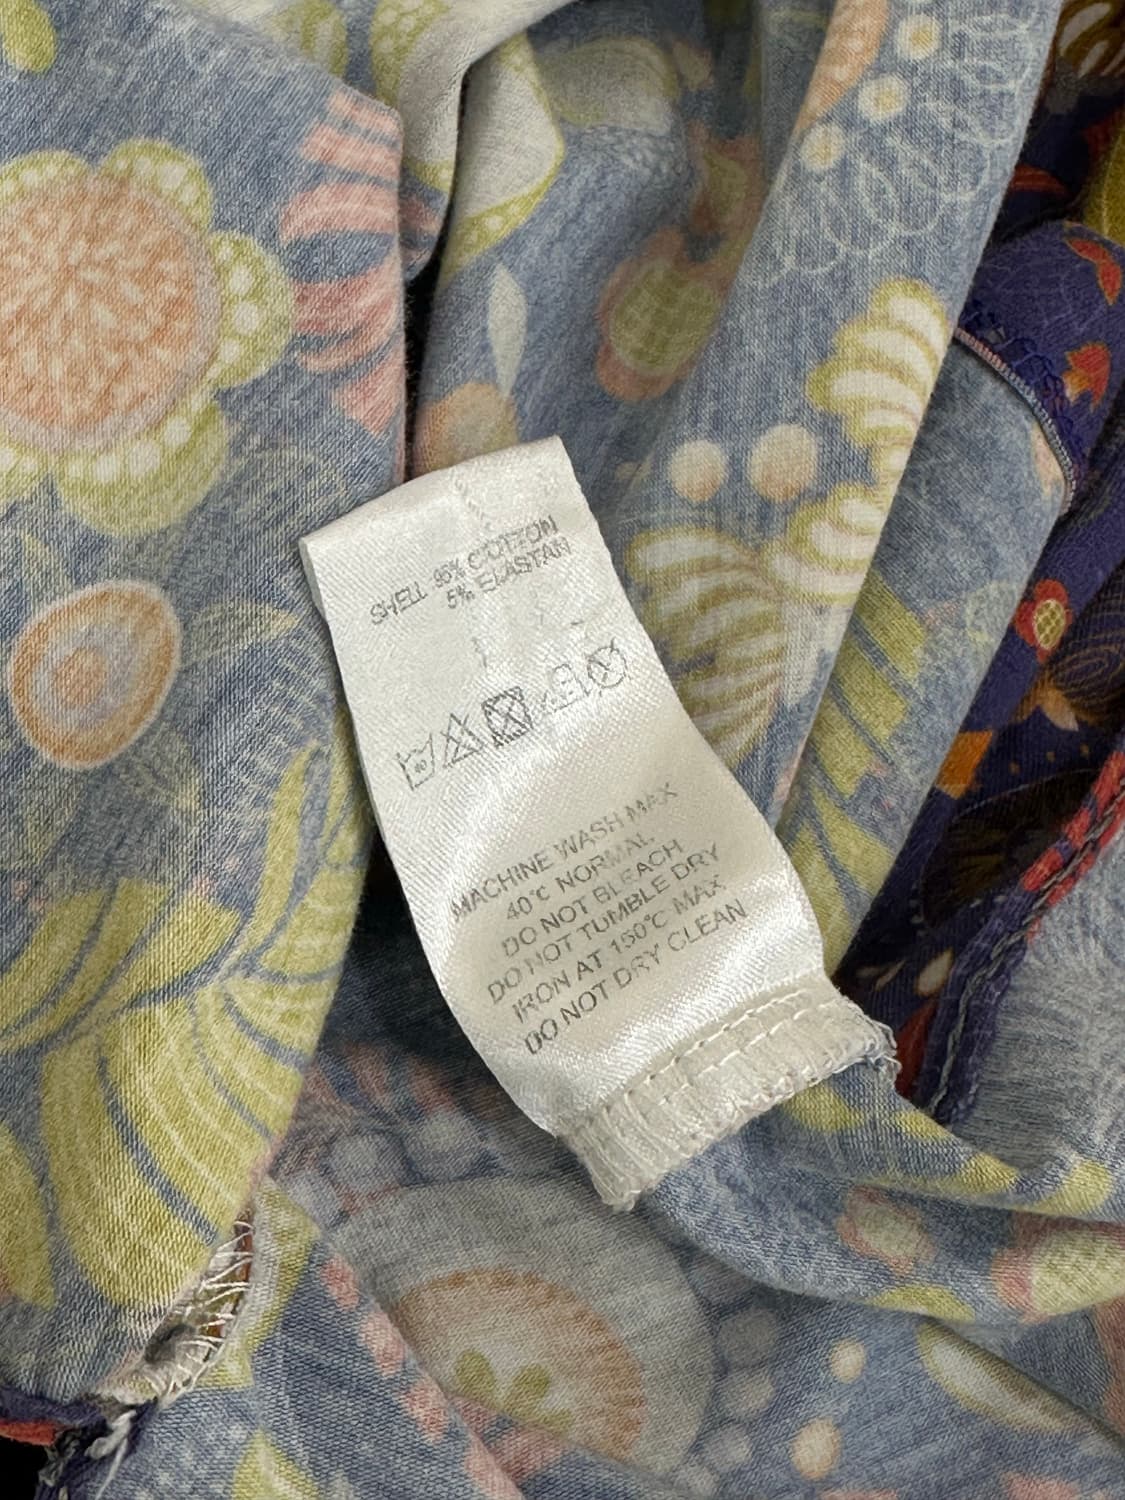 SHELL 95% COTTON
5% ELASTAN
MACHINE WASH MAX
40°C NORMAL
DO NOT BLEACH
DO NOT TUMBLE DRY
IRON AT 150°C MAX
DO NOT DRY CLEAN